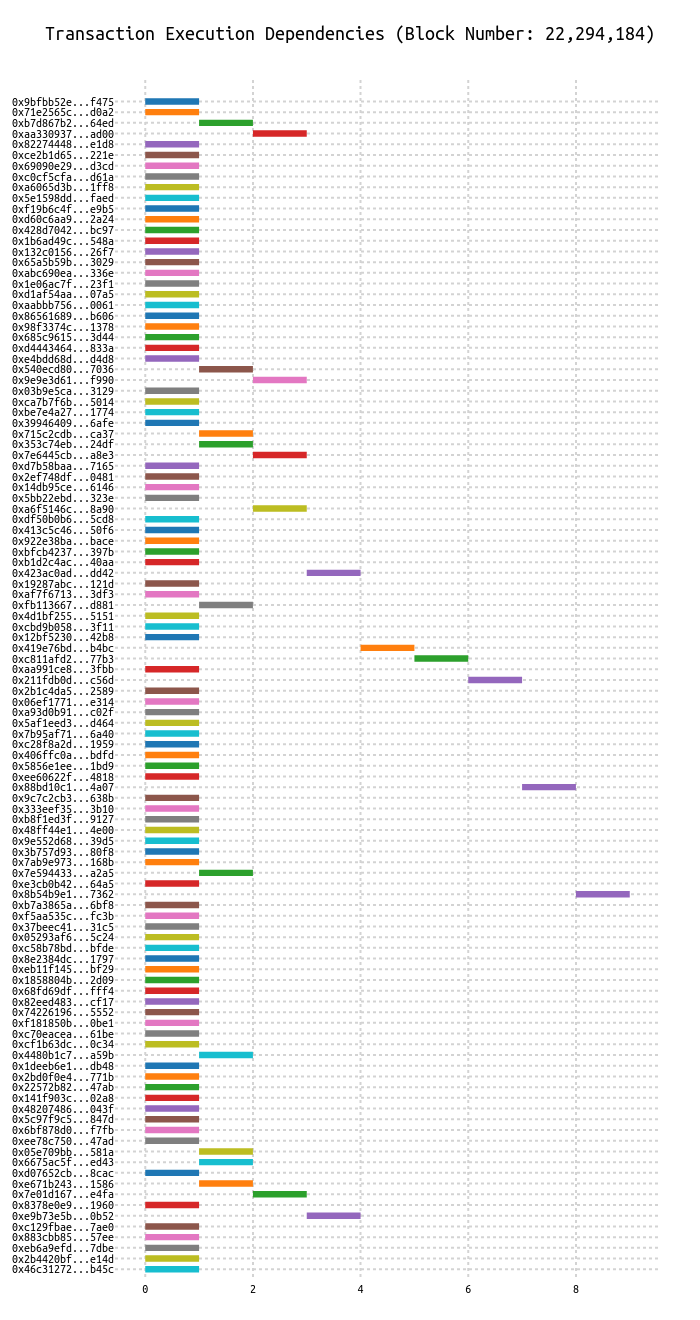 Transaction Execution Dependencies (Block Number: 22,294,184)
0x9bfbb52e...f475
0x71e2565c...d0a2
0xb7d867b2...64ed
0xaa330937...ad00
0x82274448...e1d8
0xce2b1d65...221e
0x69090e29...d3cd
0xc0cf5cfa...d61a
0xa6065d3b...1ff8
0x5e1598dd...faed
0xf19b6c4f...e9b5
0xd60c6aa9...2a24
0x428d7042...bc97
0x1b6ad49c...548a
0x132c0156...26f7
0x65a5b59b...3029
0xabc690ea...336e
0x1e06ac7f...23f1
0xd1af54aa...07a5
0xaabbb756...0061
0x86561689...b606
0x98f3374c...1378
0x685c9615...3d44
0xd4443464...833a
0xe4bdd68d...d4d8
0x540ecd80...7036
0x9e9e3d61...f990
0x03b9e5ca...3129
0xca7b7f6b...5014
0xbe7e4a27...1774
0x39946409...6afe
0x715c2cdb...ca37
0x353c74eb...24df
0x7e6445cb...a8e3
0xd7b58baa...7165
0x2ef748df...0481
0x14db95ce...6146
0x5bb22ebd...323e
0xa6f5146c...8a90
0xdf50b0b6...5cd8
0x413c5c46...50f6
0x922e38ba...bace
0xbfcb4237...397b
0xb1d2c4ac...40aa
0x423ac0ad...dd42
0x19287abc...121d
0xaf7f6713...3df3
0xfb113667...d881
0x4d1bf255...5151
0xcbd9b058...3f11
0x12bf5230...42b8
0x419e76bd...b4bc
0xc811afd2...77b3
0xaa991ce8...3fbb
0x211fdb0d...c56d
0x2b1c4da5...2589
0x06ef1771...e314
0xa93d0b91...c02f
0x5af1eed3...d464
0x7b95af71...6a40
0xc28f8a2d...1959
0x406ffc0a...bdfd
0x5856e1ee...1bd9
0xee60622f...4818
0x88bd10c1...4a07
0x9c7c2cb3...638b
0x333eef35...3b10
0xb8f1ed3f...9127
0x48ff44e1...4e00
0x9e552d68...39d5
0x3b757d93...80f8
0x7ab9e973...168b
0x7e594433...a2a5
0xe3cb0b42...64a5
0x8b54b9e1...7362
0xb7a3865a...6bf8
0xf5aa535c...fc3b
0x37beec41...31c5
0x05293af6...5c24
0xc58b78bd...bfde
0x8e2384dc...1797
0xeb11f145...bf29
0x1858804b...2d09
0x68fd69df...fff4
0x82eed483...cf17
0x74226196...5552
0xf181850b...0be1
0xc70eacea...61be
0xcf1b63dc...0c34
0x4480b1c7...a59b
0x1deeb6e1...db48
0x2bd0f0e4...771b
0x22572b82...47ab
0x141f903c...02a8
0x48207486...043f
0x5c97f9c5...847d
0x6bf878d0...f7fb
0xee78c750...47ad
0x05e709bb...581a
0x6675ac5f...ed43
0xd07652cb...8cac
0xe671b243...1586
0x7e01d167...e4fa
0x8378e0e9...1960
0xe9b73e5b...0b52
0xc129fbae...7ae0
0x883cbb85...57ee
0xeb6a9efd...7dbe
0x2b4420bf...e14d
0x46c31272...b45c
0 2 4 6 8